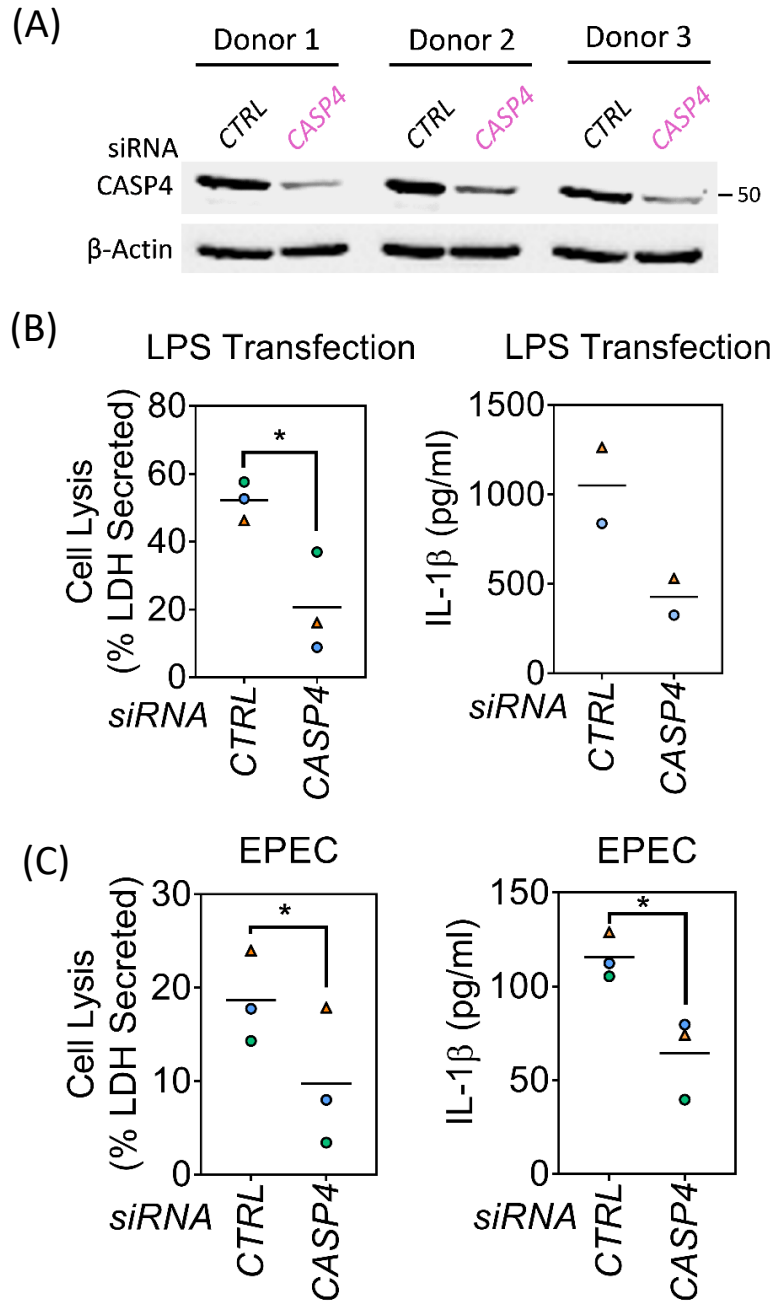 (A)
Donor 1 Donor 2 Donor 3
siRNA CTRL CASP4 CTRL CASP4 CTRL CASP4
CASP4 – 50
β-Actin
(B)
LPS Transfection
Cell Lysis
(% LDH Secreted)
80
60
40
20
0
*
siRNA CTRL CASP4
LPS Transfection
IL-1β (pg/ml)
1500
1000
500
0
siRNA CTRL CASP4
(C)
EPEC
Cell Lysis
(% LDH Secreted)
30
20
10
0
*
siRNA CTRL CASP4
EPEC
IL-1β (pg/ml)
150
100
50
0
*
siRNA CTRL CASP4